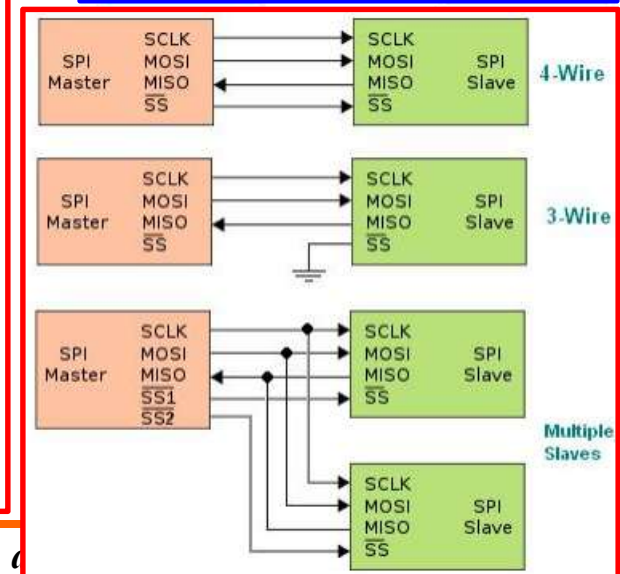 SCLK SCLK
SPI MOSI MOSI SPI
Master MISO MISO Slave
SS SS
4-Wire
SCLK SCLK
SPI MOSI MOSI SPI
Master MISO MISO Slave
SS SS
3-Wire
SCLK SCLK
SPI MOSI MOSI SPI
Master MISO MISO Slave
SS1 SS
SS2
Multiple
Slaves
SCLK
MOSI SPI
MISO Slave
SS